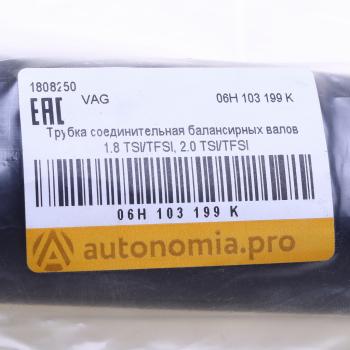 1808250
EAC VAG 06H 103 199 K
Трубка соединительная балансирных валов
1.8 TSI/TFSI, 2.0 TSI/TFSI
06H 103 199 K
autonomia.pro